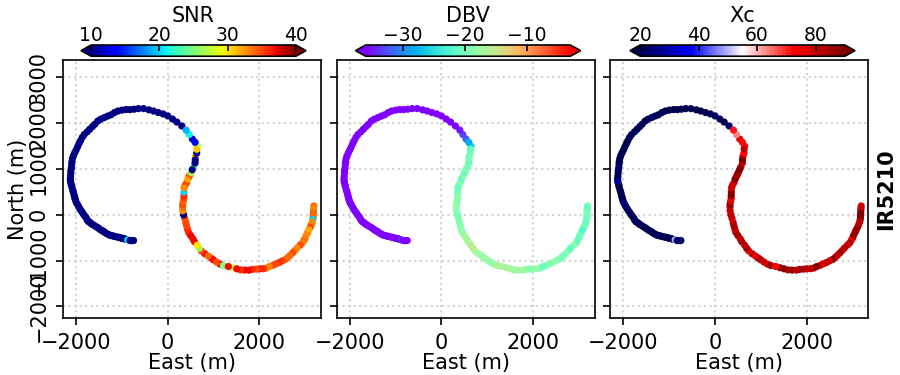 SNR DBV Xc
10 20 30 40 −30 −20 −10 20 40 60 80
North (m)
3000
2000
1000
0
−1000
−2000
IR5210
−2000 0 2000 −2000 0 2000 −2000 0 2000
East (m) East (m) East (m)